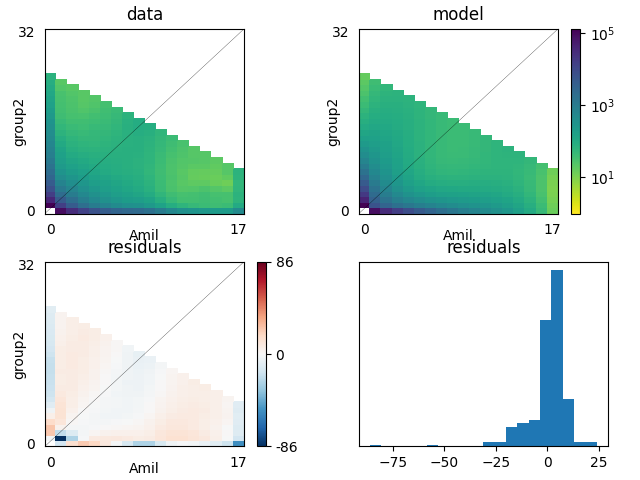 data
model
32
group2
0
0
17
Amil
32
group2
0
0
17
Amil
10^5
10^3
10^1
residuals
residuals
32
group2
0
0
17
Amil
86
0
-86
−75
−50
−25
0
25